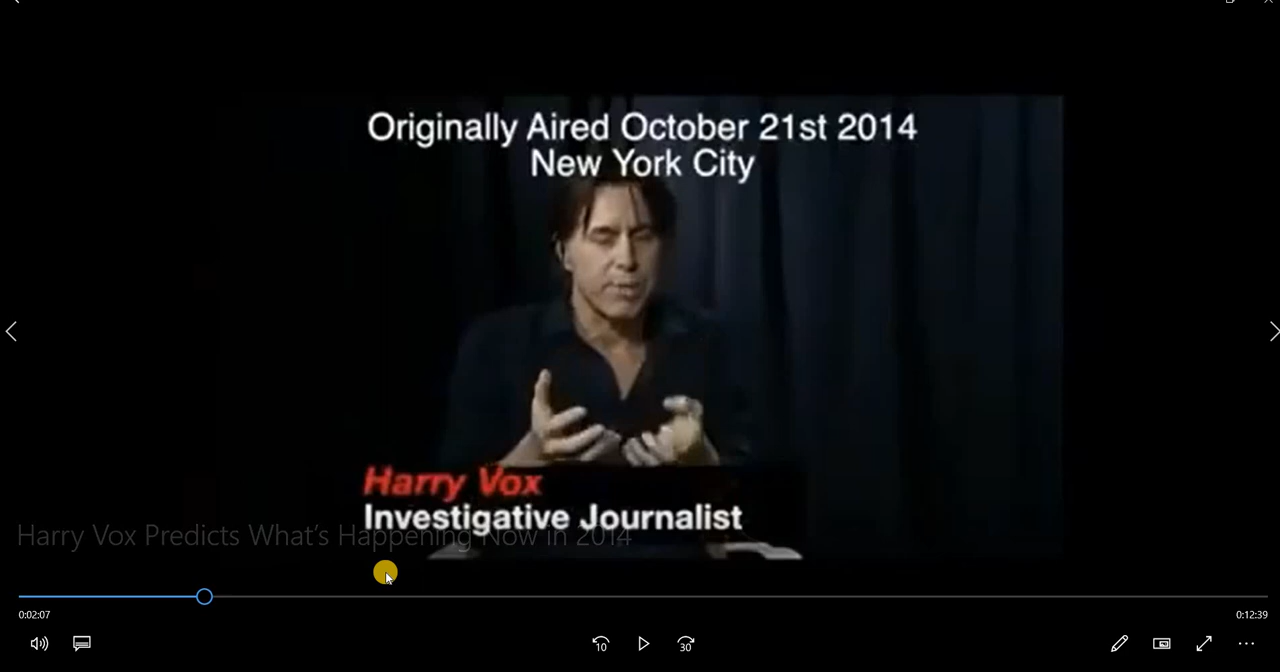 Originally Aired October 21st 2014
New York City
Harry Vox
Investigative Journalist
Harry Vox Predicts What's Happening Now in 2014
0:02:07
0:12:39
10
30